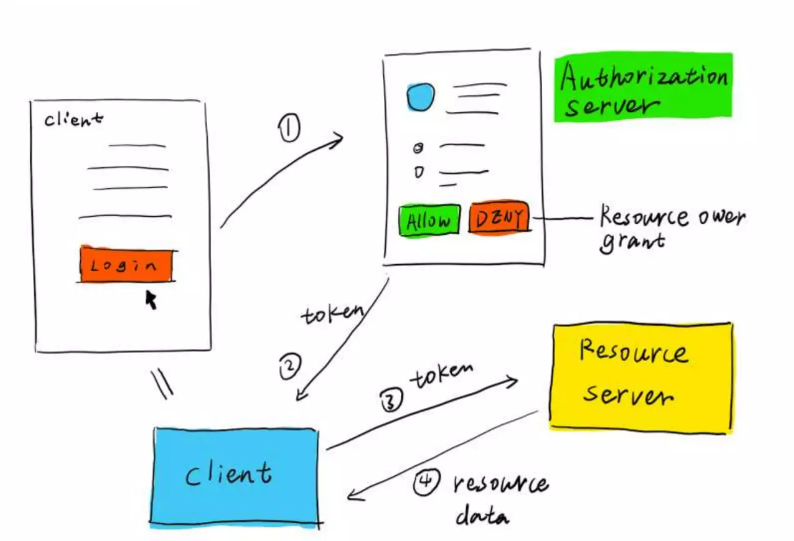 client
Login
①
Authorization
server
Allow
DENY
Resource ower
grant
token
②
③ token
Resource
server
client
④ resource
data